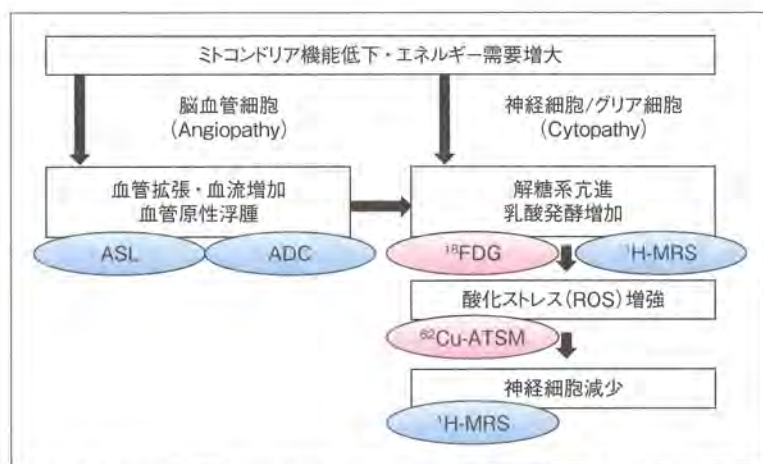 ミトコンドリア機能低下・エネルギー需要増大
脳血管細胞
(Angiopathy)
神経細胞/グリア細胞
(Cytopathy)
血管拡張・血流増加
血管原性浮腫
解糖系亢進
乳酸発酵増加
ASL
ADC
¹⁸FDG
¹H-MRS
酸化ストレス(ROS)増強
⁶²Cu-ATSM
神経細胞減少
¹H-MRS